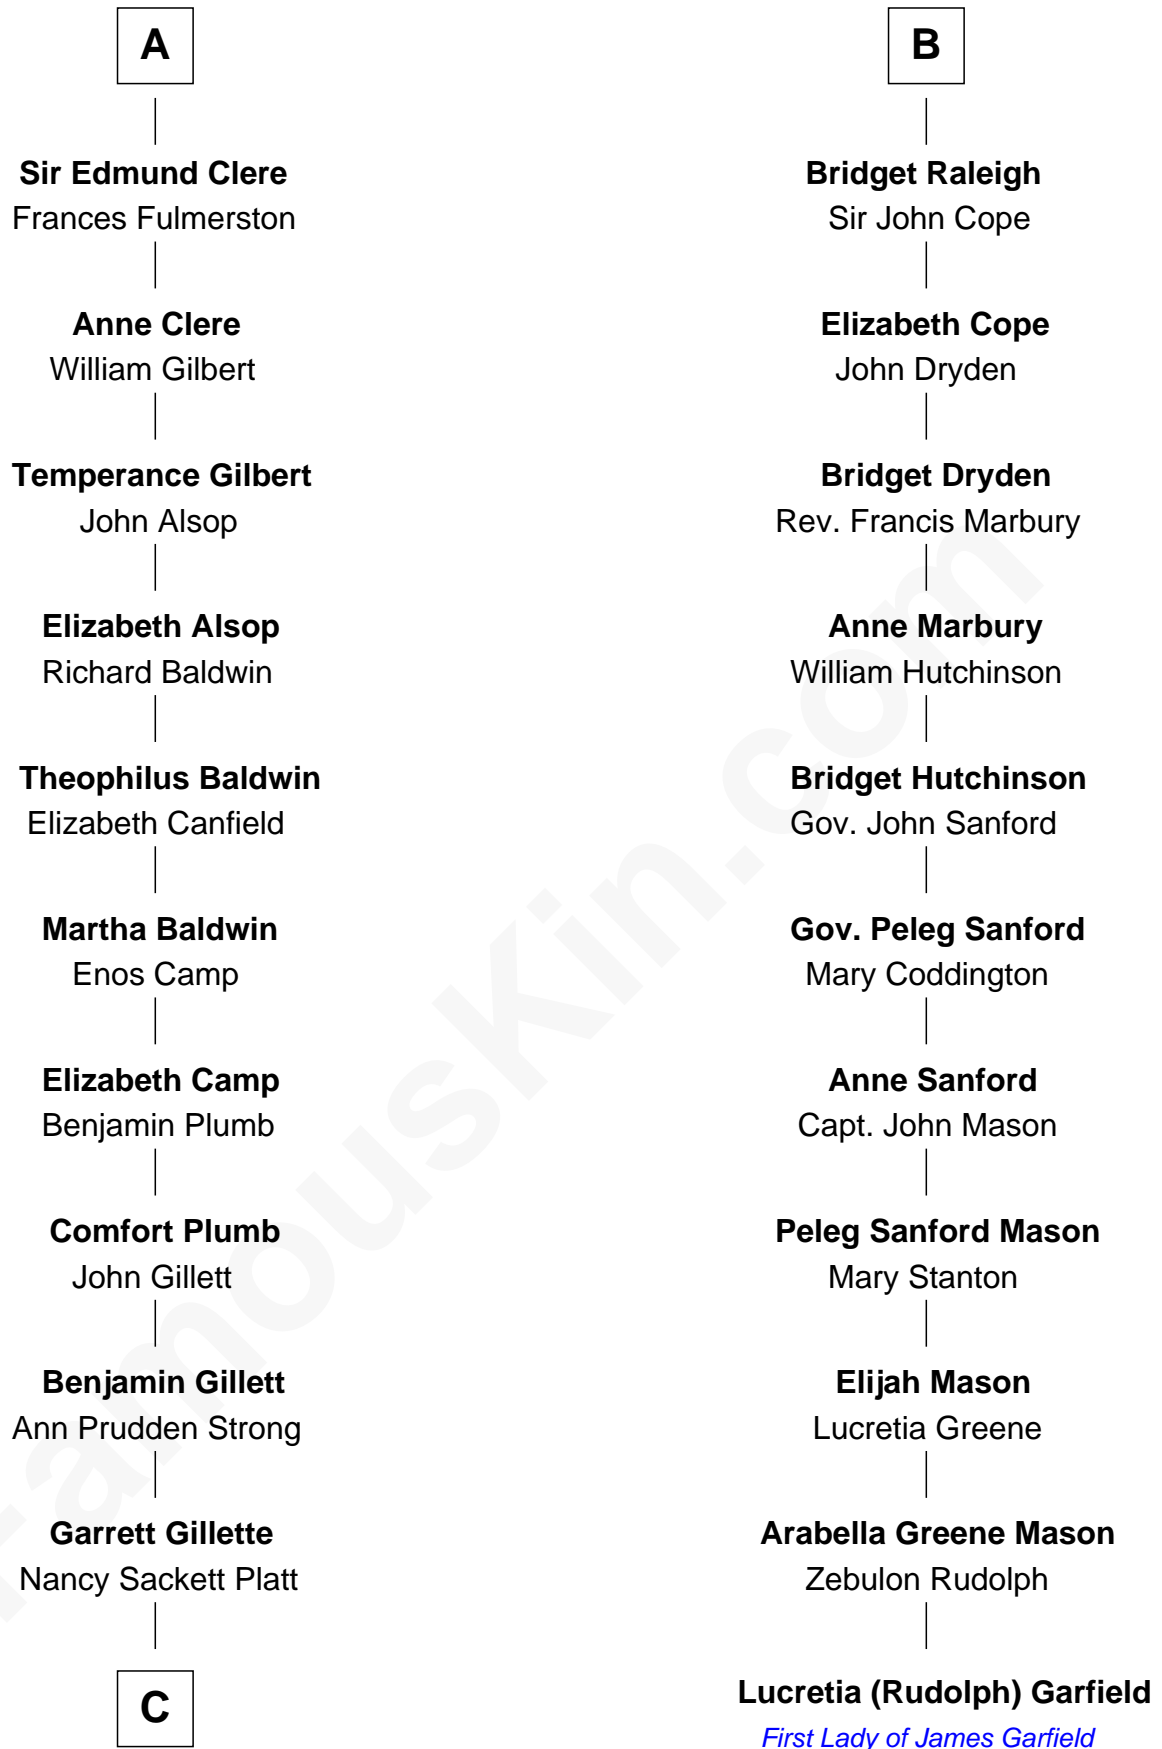 A
Sir Edmund Clere
Frances Fulmerston
Anne Clere
William Gilbert
Temperance Gilbert
John Alsop
Elizabeth Alsop
Richard Baldwin
Theophilus Baldwin
Elizabeth Canfield
Martha Baldwin
Enos Camp
Elizabeth Camp
Benjamin Plumb
Comfort Plumb
John Gillett
Benjamin Gillett
Ann Prudden Strong
Garrett Gillette
Nancy Sackett Platt
C
B
Bridget Raleigh
Sir John Cope
Elizabeth Cope
John Dryden
Bridget Dryden
Rev. Francis Marbury
Anne Marbury
William Hutchinson
Bridget Hutchinson
Gov. John Sanford
Gov. Peleg Sanford
Mary Coddington
Anne Sanford
Capt. John Mason
Peleg Sanford Mason
Mary Stanton
Elijah Mason
Lucretia Greene
Arabella Greene Mason
Zebulon Rudolph
Lucretia (Rudolph) Garfield
First Lady of James Garfield
FamousKin.com